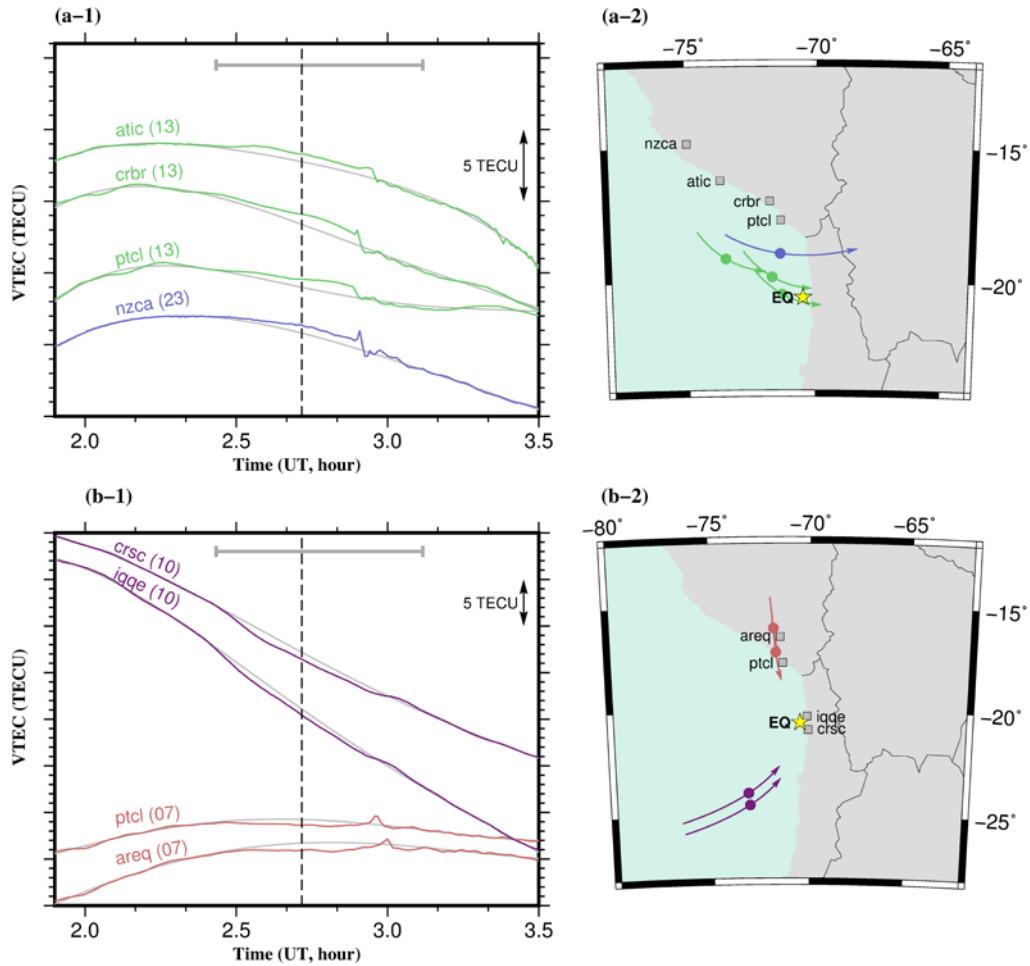 (a-1)
VTEC (TECU)
atic (13)
crbr (13)
ptcl (13)
nzca (23)
5 TECU
2.0 2.5 3.0 3.5
Time (UT, hour)
(a-2)
-75° -70° -65°
nzca
atic
crbr
ptcl
EQ
-15°
-20°
(b-1)
VTEC (TECU)
crsc (10)
iqqe (10)
5 TECU
ptcl (07)
areq (07)
2.0 2.5 3.0 3.5
Time (UT, hour)
(b-2)
-80° -75° -70° -65°
areq
ptcl
EQ
iqqe
crsc
-15°
-20°
-25°